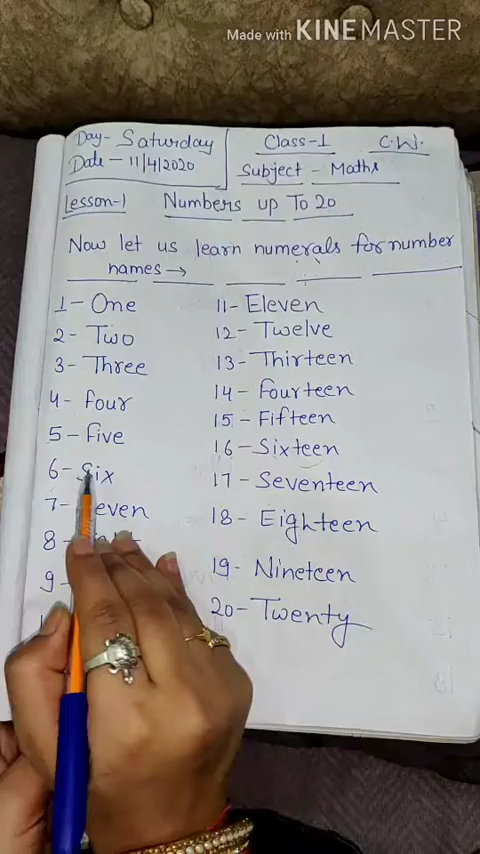 Made with KINEMASTER
Day- Saturday
Date - 11/4/2020
Class-1 C.W.
Subject - Maths
Lesson-1 Numbers up To 20
Now let us learn numerals for number
names →
1- One
2- Two
3- Three
4- four
5- five
6- Six
7- even
8-
9-
11- Eleven
12- Twelve
13- Thirteen
14- fourteen
15- Fifteen
16- Sixteen
17- Seventeen
18- Eighteen
19- Nineteen
20- Twenty